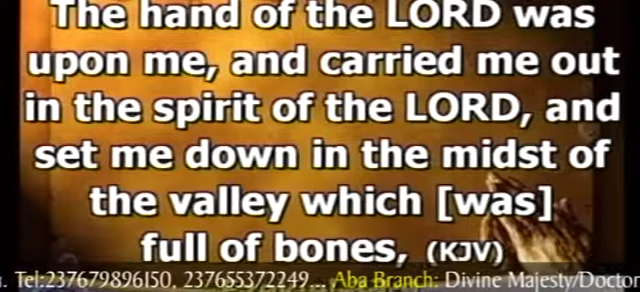 The hand of the LORD was
upon me, and carried me out
in the spirit of the LORD, and
set me down in the midst of
the valley which [was]
full of bones, (KJV)
. Tel:237679896150, 237655372249... Aba Branch: Divine Majesty/Doctor